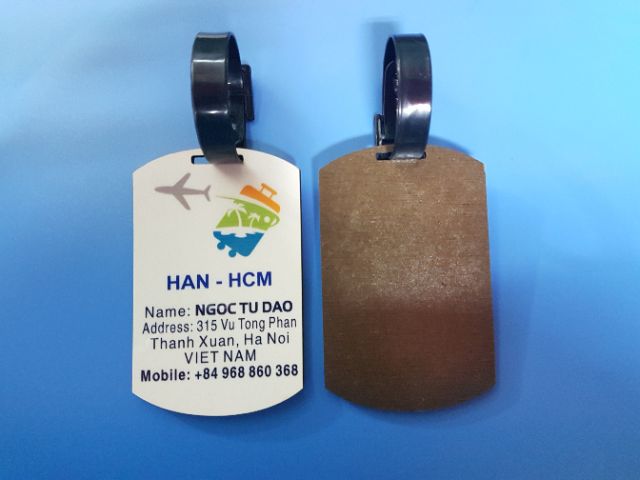 HAN - HCM
Name: NGOC TU DAO
Address: 315 Vu Tong Phan
Thanh Xuan, Ha Noi
VIET NAM
Mobile: +84 968 860 368